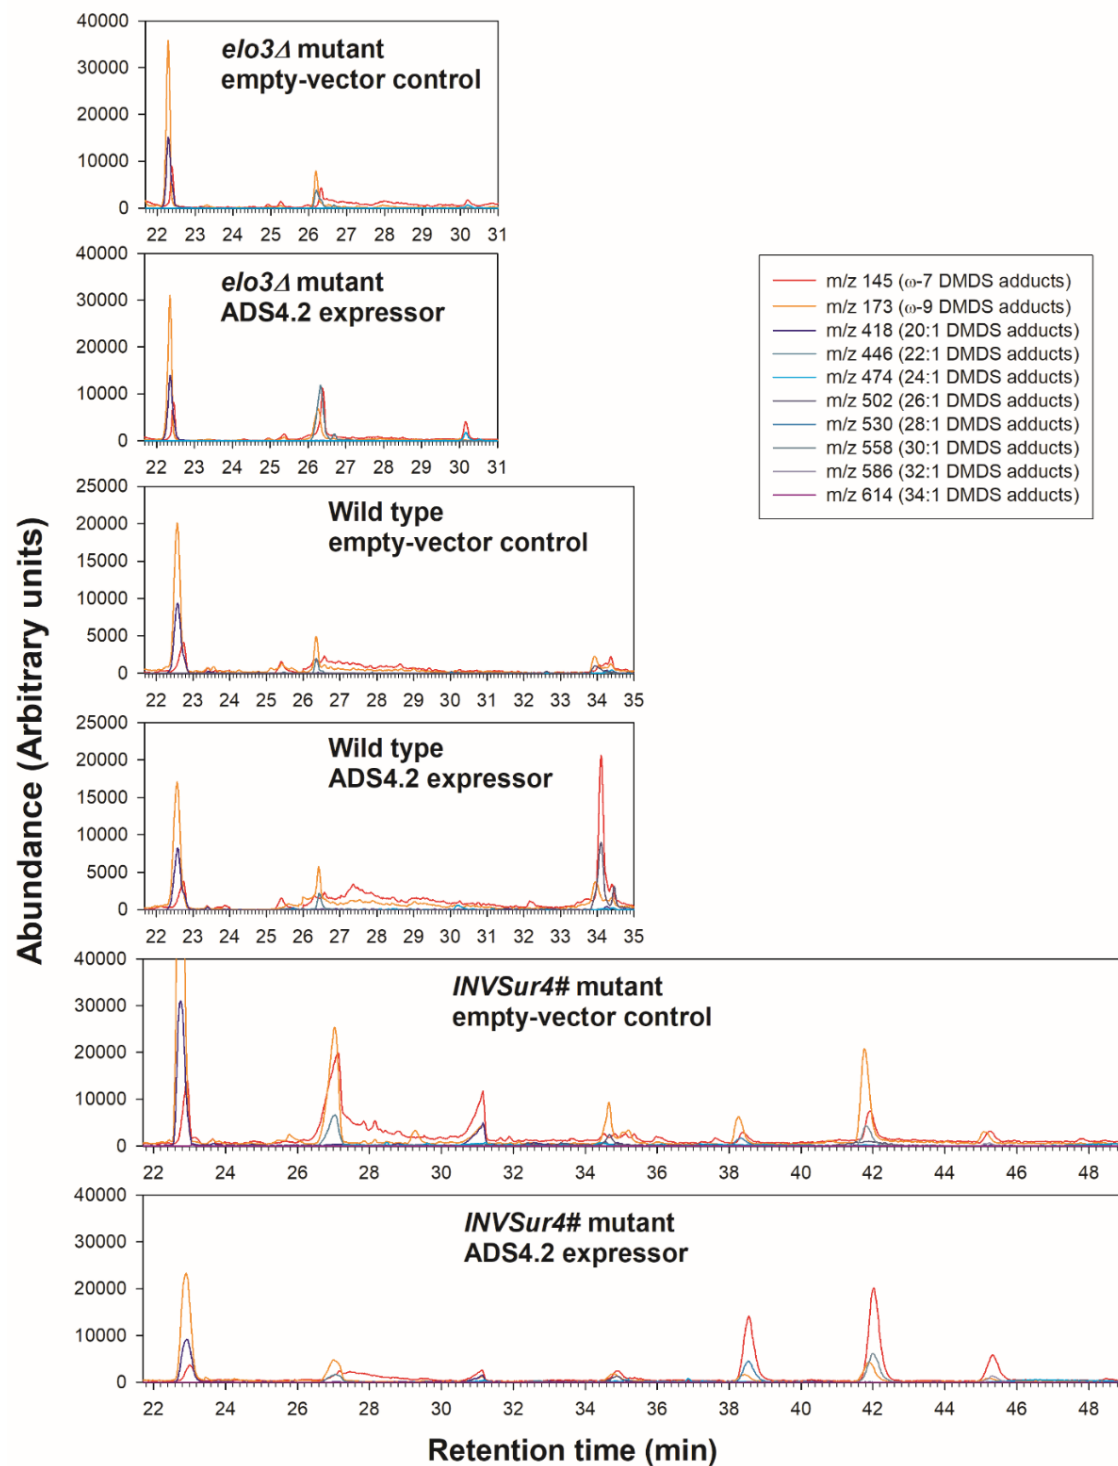 elo3Δ mutant
empty-vector control
40000
30000
20000
10000
0
22 23 24 25 26 27 28 29 30 31
elo3Δ mutant
ADS4.2 expressor
40000
30000
20000
10000
0
22 23 24 25 26 27 28 29 30 31
m/z 145 (ω-7 DMDS adducts)
m/z 173 (ω-9 DMDS adducts)
m/z 418 (20:1 DMDS adducts)
m/z 446 (22:1 DMDS adducts)
m/z 474 (24:1 DMDS adducts)
m/z 502 (26:1 DMDS adducts)
m/z 530 (28:1 DMDS adducts)
m/z 558 (30:1 DMDS adducts)
m/z 586 (32:1 DMDS adducts)
m/z 614 (34:1 DMDS adducts)
Abundance (Arbitrary units)
Wild type
empty-vector control
25000
20000
15000
10000
5000
0
22 23 24 25 26 27 28 29 30 31 32 33 34 35
Wild type
ADS4.2 expressor
25000
20000
15000
10000
5000
0
22 23 24 25 26 27 28 29 30 31 32 33 34 35
INVSur4# mutant
empty-vector control
40000
30000
20000
10000
0
22 24 26 28 30 32 34 36 38 40 42 44 46 48
INVSur4# mutant
ADS4.2 expressor
40000
30000
20000
10000
0
22 24 26 28 30 32 34 36 38 40 42 44 46 48
Retention time (min)